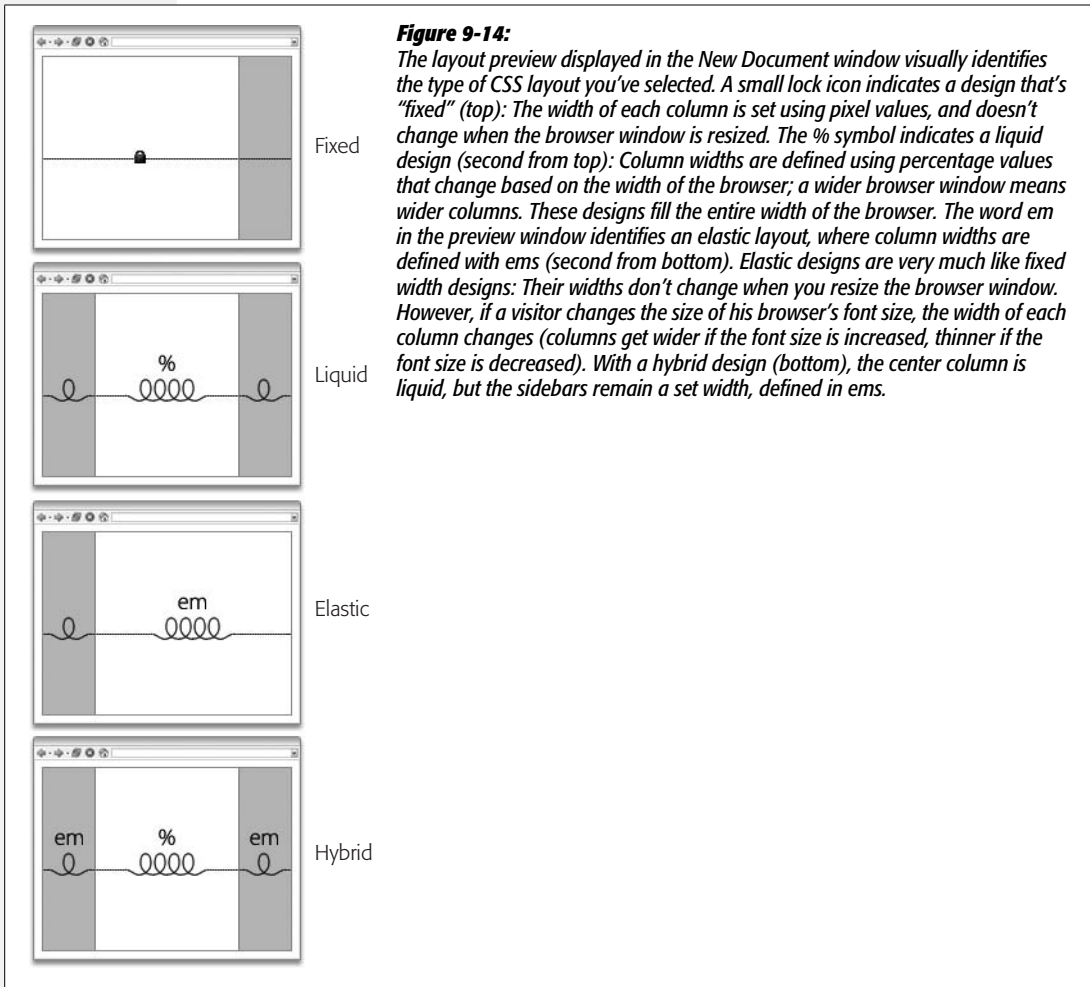 Figure 9-14:
The layout preview displayed in the New Document window visually identifies
the type of CSS layout you’ve selected. A small lock icon indicates a design that’s
“fixed” (top): The width of each column is set using pixel values, and doesn’t
change when the browser window is resized. The % symbol indicates a liquid
design (second from top): Column widths are defined using percentage values
that change based on the width of the browser; a wider browser window means
wider columns. These designs fill the entire width of the browser. The word em
in the preview window identifies an elastic layout, where column widths are
defined with ems (second from bottom). Elastic designs are very much like fixed
width designs: Their widths don’t change when you resize the browser window.
However, if a visitor changes the size of his browser’s font size, the width of each
column changes (columns get wider if the font size is increased, thinner if the
font size is decreased). With a hybrid design (bottom), the center column is
liquid, but the sidebars remain a set width, defined in ems.
Fixed
%
Liquid
em
Elastic
em % em
Hybrid